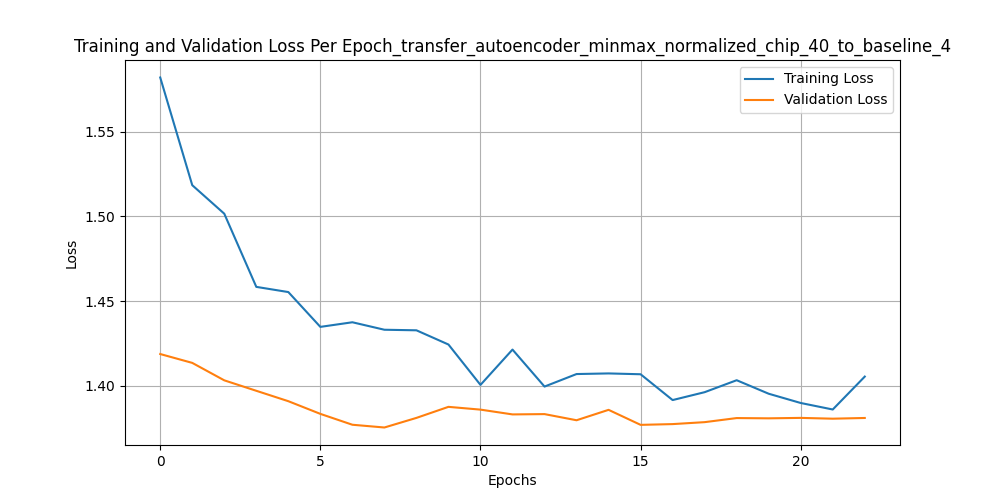 Training and Validation Loss Per Epoch_transfer_autoencoder_minmax_normalized_chip_40_to_baseline_4
Training Loss
Validation Loss
1.55
1.50
1.45
1.40
Loss
0 5 10 15 20
Epochs